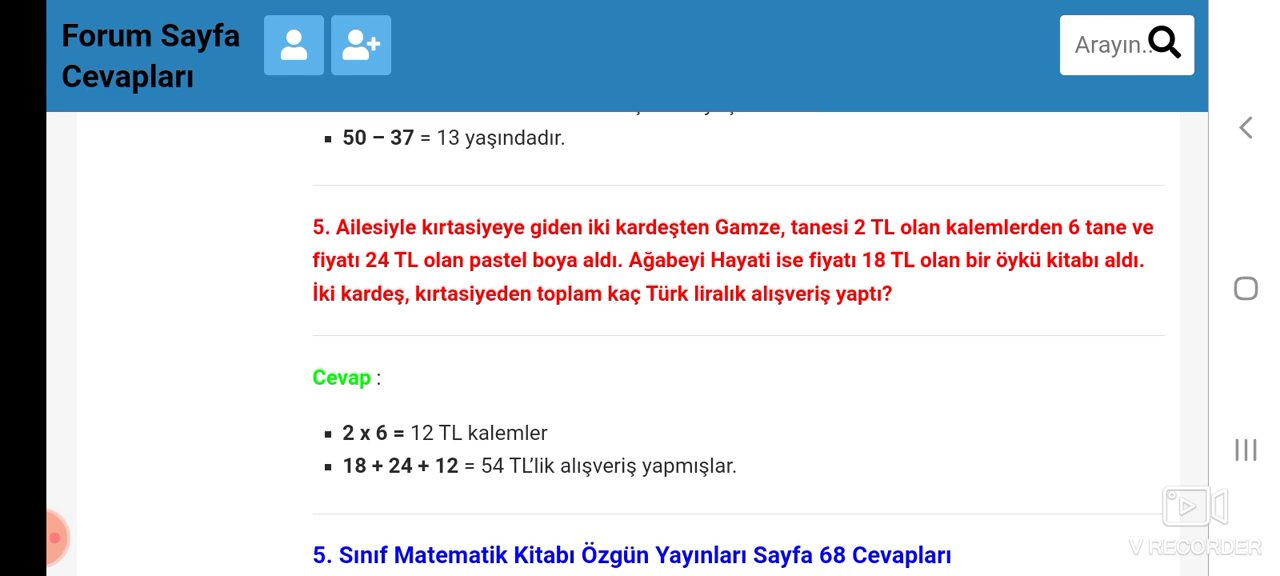 Forum Sayfa
Cevapları
Arayın..
50 – 37 = 13 yaşındadır.
5. Ailesiyle kırtasiyeye giden iki kardeşten Gamze, tanesi 2 TL olan kalemlerden 6 tane ve
fiyatı 24 TL olan pastel boya aldı. Ağabeyi Hayati ise fiyatı 18 TL olan bir öykü kitabı aldı.
İki kardeş, kırtasiyeden toplam kaç Türk liralık alışveriş yaptı?
Cevap :
2 x 6 = 12 TL kalemler
18 + 24 + 12 = 54 TL’lik alışveriş yapmışlar.
5. Sınıf Matematik Kitabı Özgün Yayınları Sayfa 68 Cevapları
V RECORDER